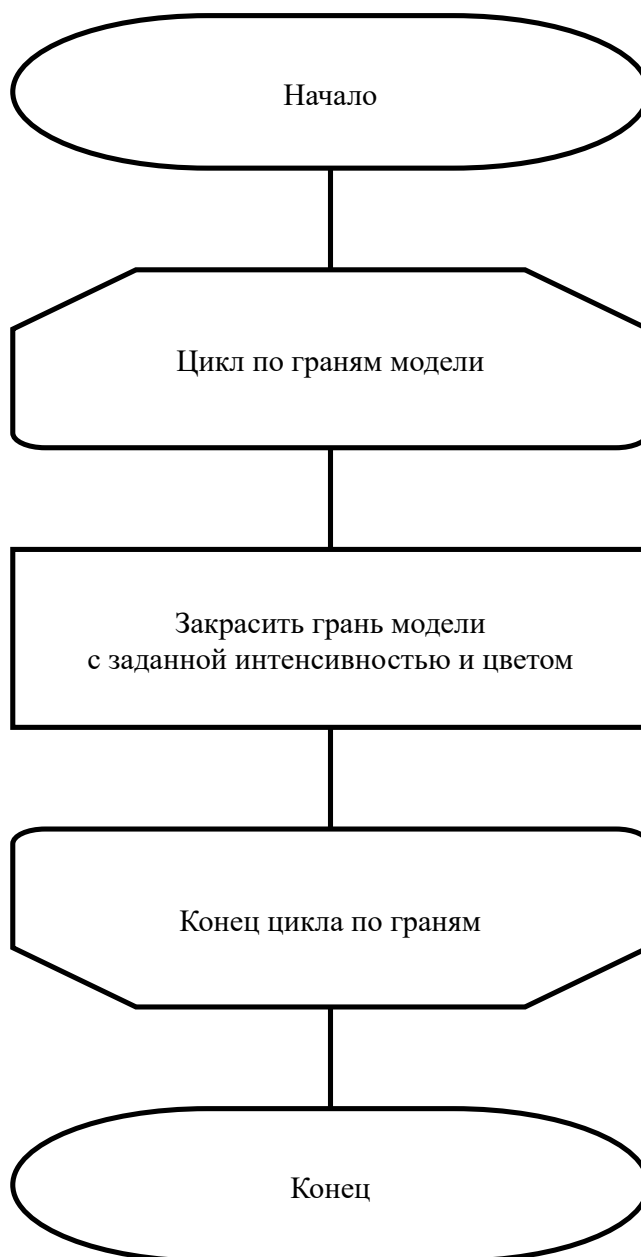 Начало
Цикл по граням модели
Закрасить грань модели
с заданной интенсивностью и цветом
Конец цикла по граням
Конец